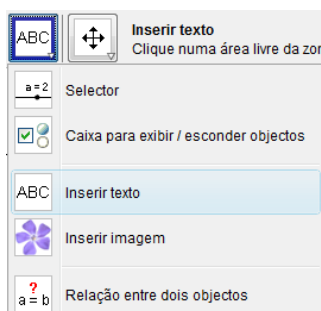 ABC
Inserir texto
Clique numa área livre da zor
a=2
Selector
Caixa para exibir / esconder objectos
ABC
Inserir texto
Inserir imagem
?
a = b
Relação entre dois objectos